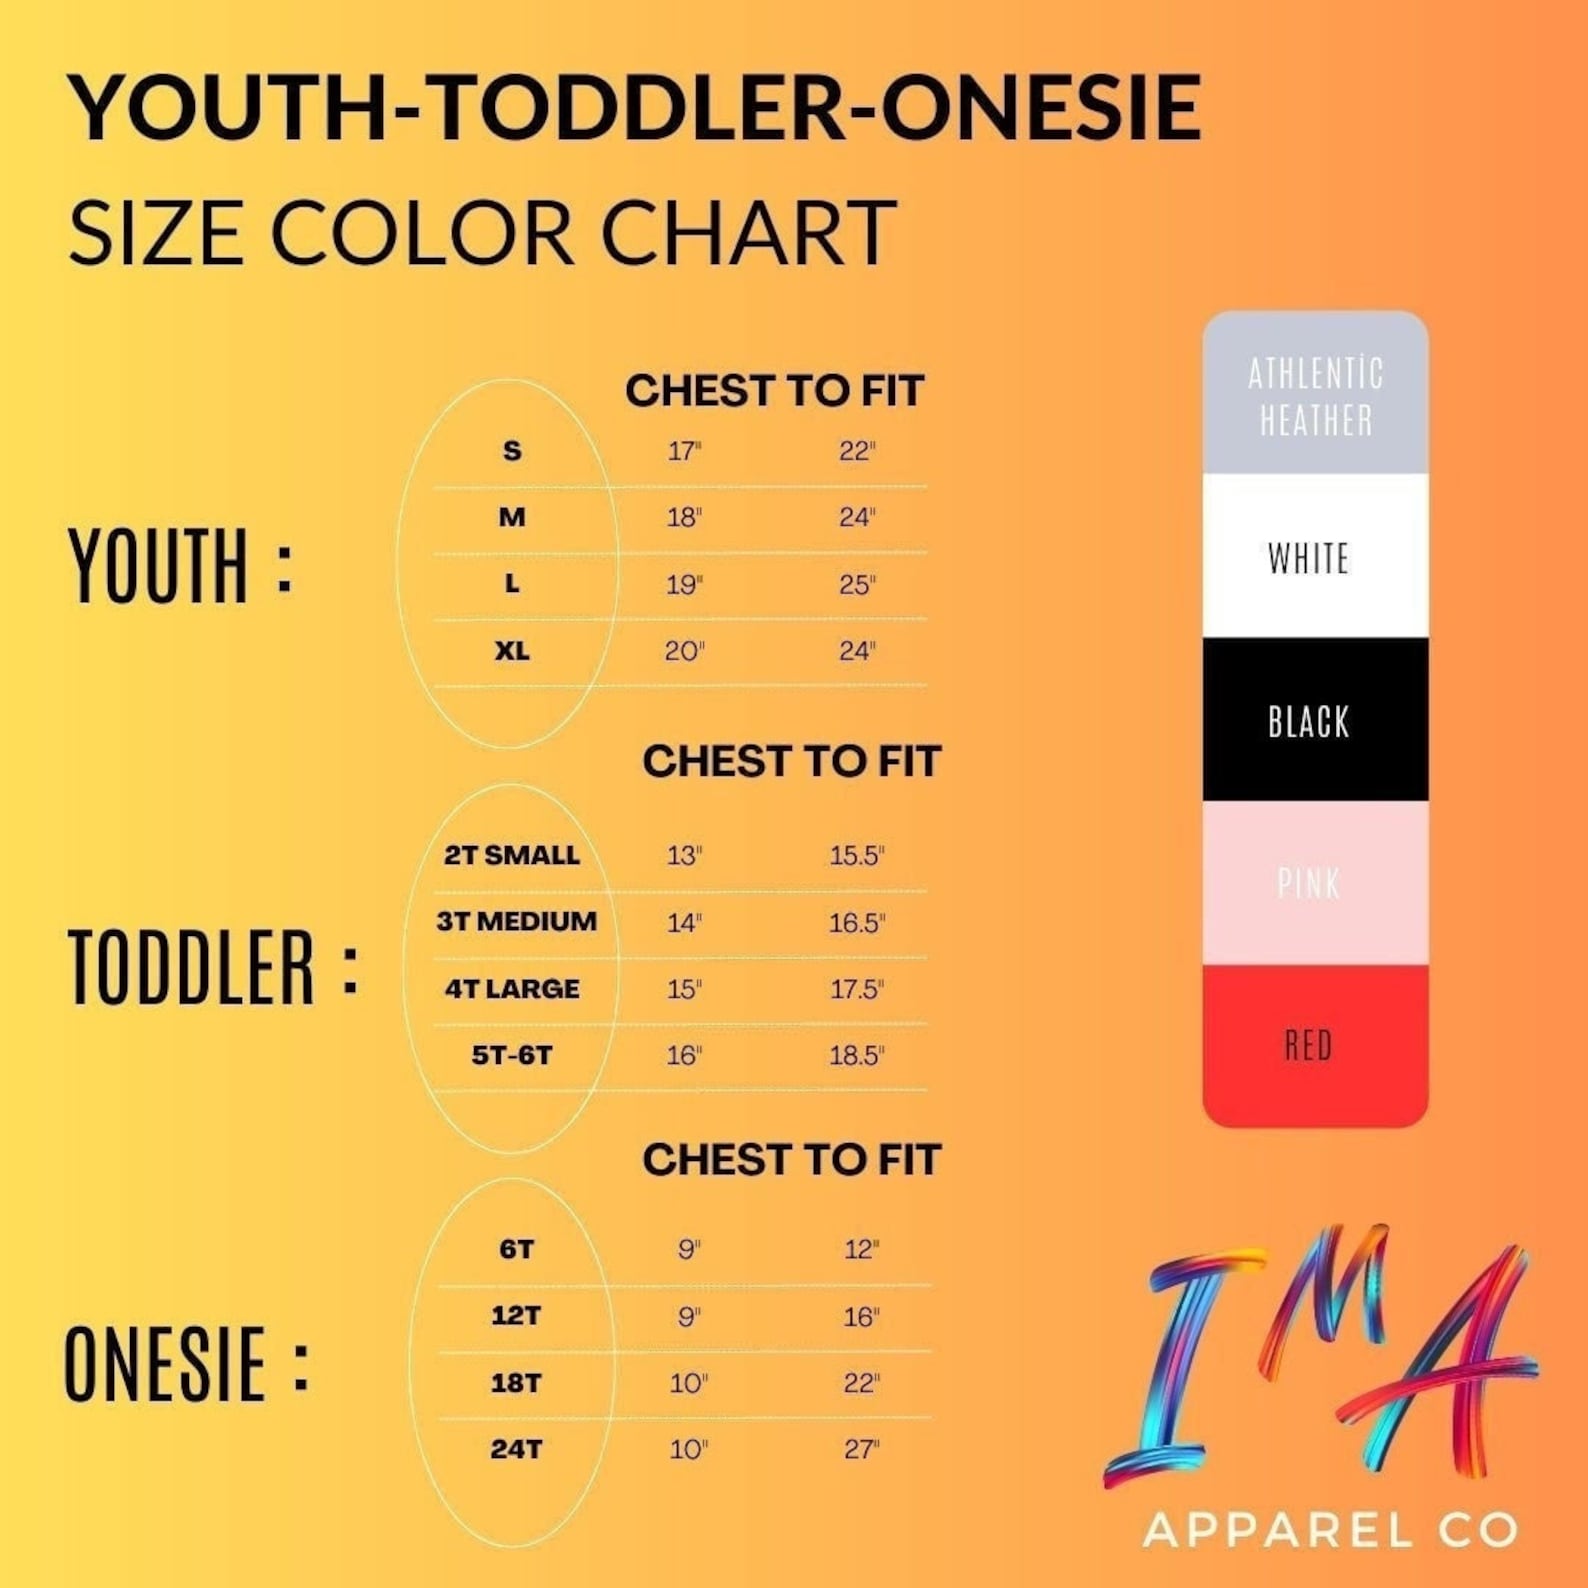 YOUTH-TODDLER-ONESIE
SIZE COLOR CHART
CHEST TO FIT
YOUTH :
S 17" 22"
M 18" 24"
L 19" 25"
XL 20" 24"
CHEST TO FIT
TODDLER :
2T SMALL 13" 15.5"
3T MEDIUM 14" 16.5"
4T LARGE 15" 17.5"
5T-6T 16" 18.5"
CHEST TO FIT
ONESIE :
6T 9" 12"
12T 9" 16"
18T 10" 22"
24T 10" 27"
ATHLENTİC
HEATHER
WHITE
BLACK
PINK
RED
IMA
APPAREL CO